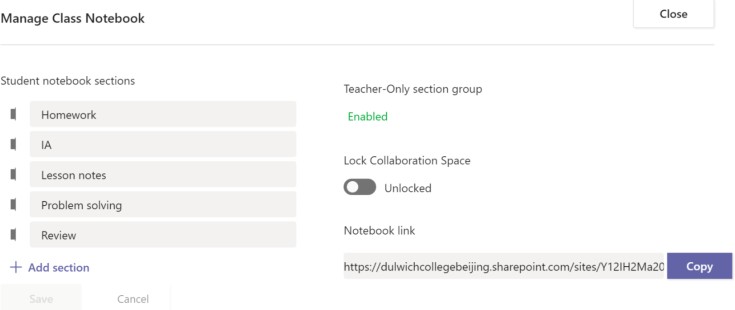 Manage Class Notebook
Close
Student notebook sections
Homework
IA
Lesson notes
Problem solving
Review
+ Add section
Save
Cancel
Teacher-Only section group
Enabled
Lock Collaboration Space
Unlocked
Notebook link
https://dulwichcollegebeijing.sharepoint.com/sites/Y12IH2Ma20
Copy